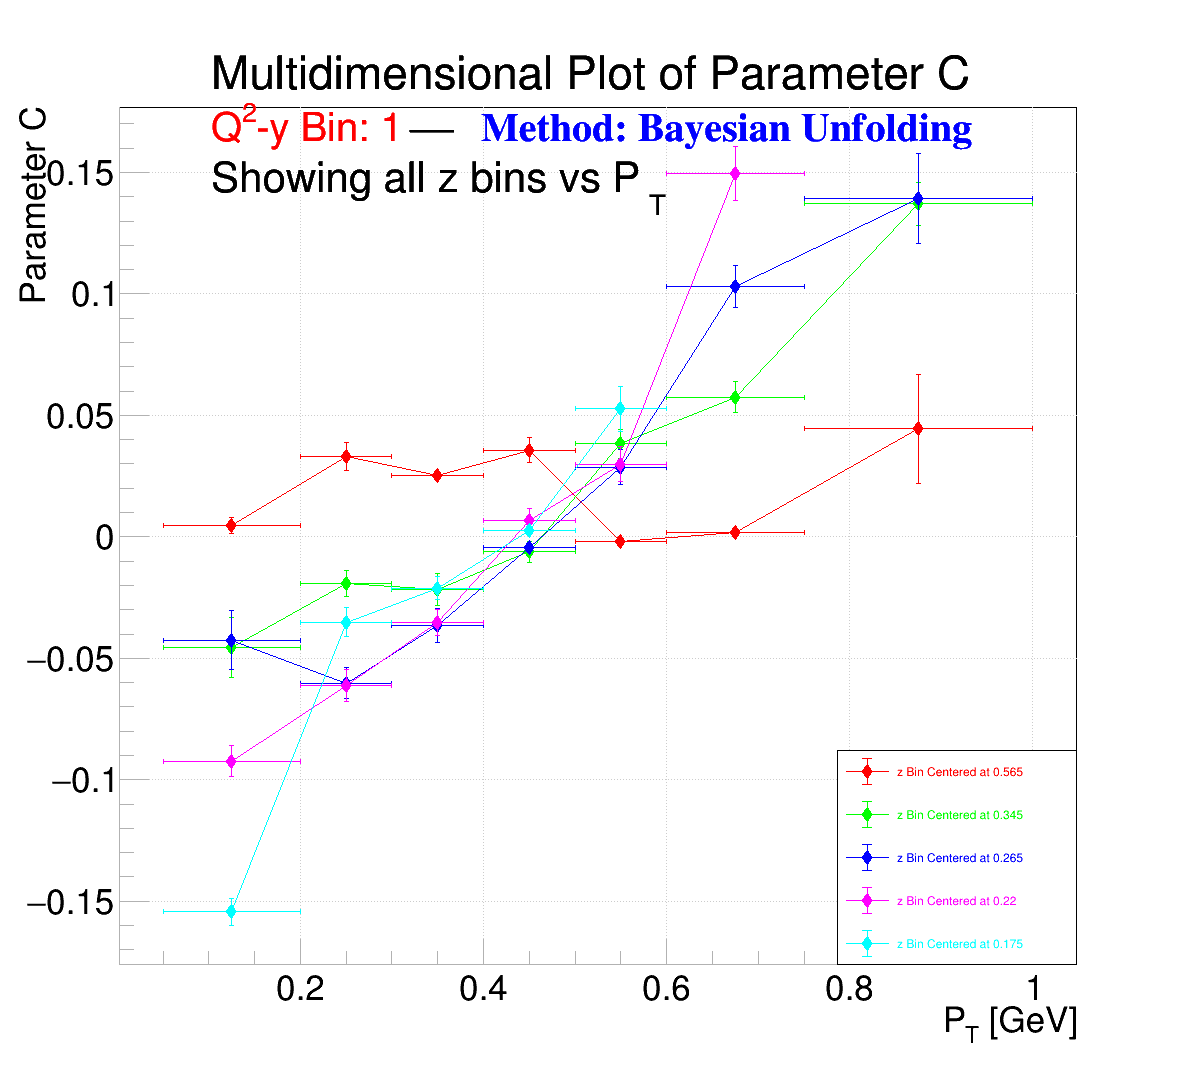 Multidimensional Plot of Parameter C
Q²-y Bin: 1 — Method: Bayesian Unfolding
Showing all z bins vs P_T
Parameter C
0.15
0.1
0.05
0
−0.05
−0.1
−0.15
z Bin Centered at 0.565
z Bin Centered at 0.345
z Bin Centered at 0.265
z Bin Centered at 0.22
z Bin Centered at 0.175
0.2 0.4 0.6 0.8 1
P_T [GeV]